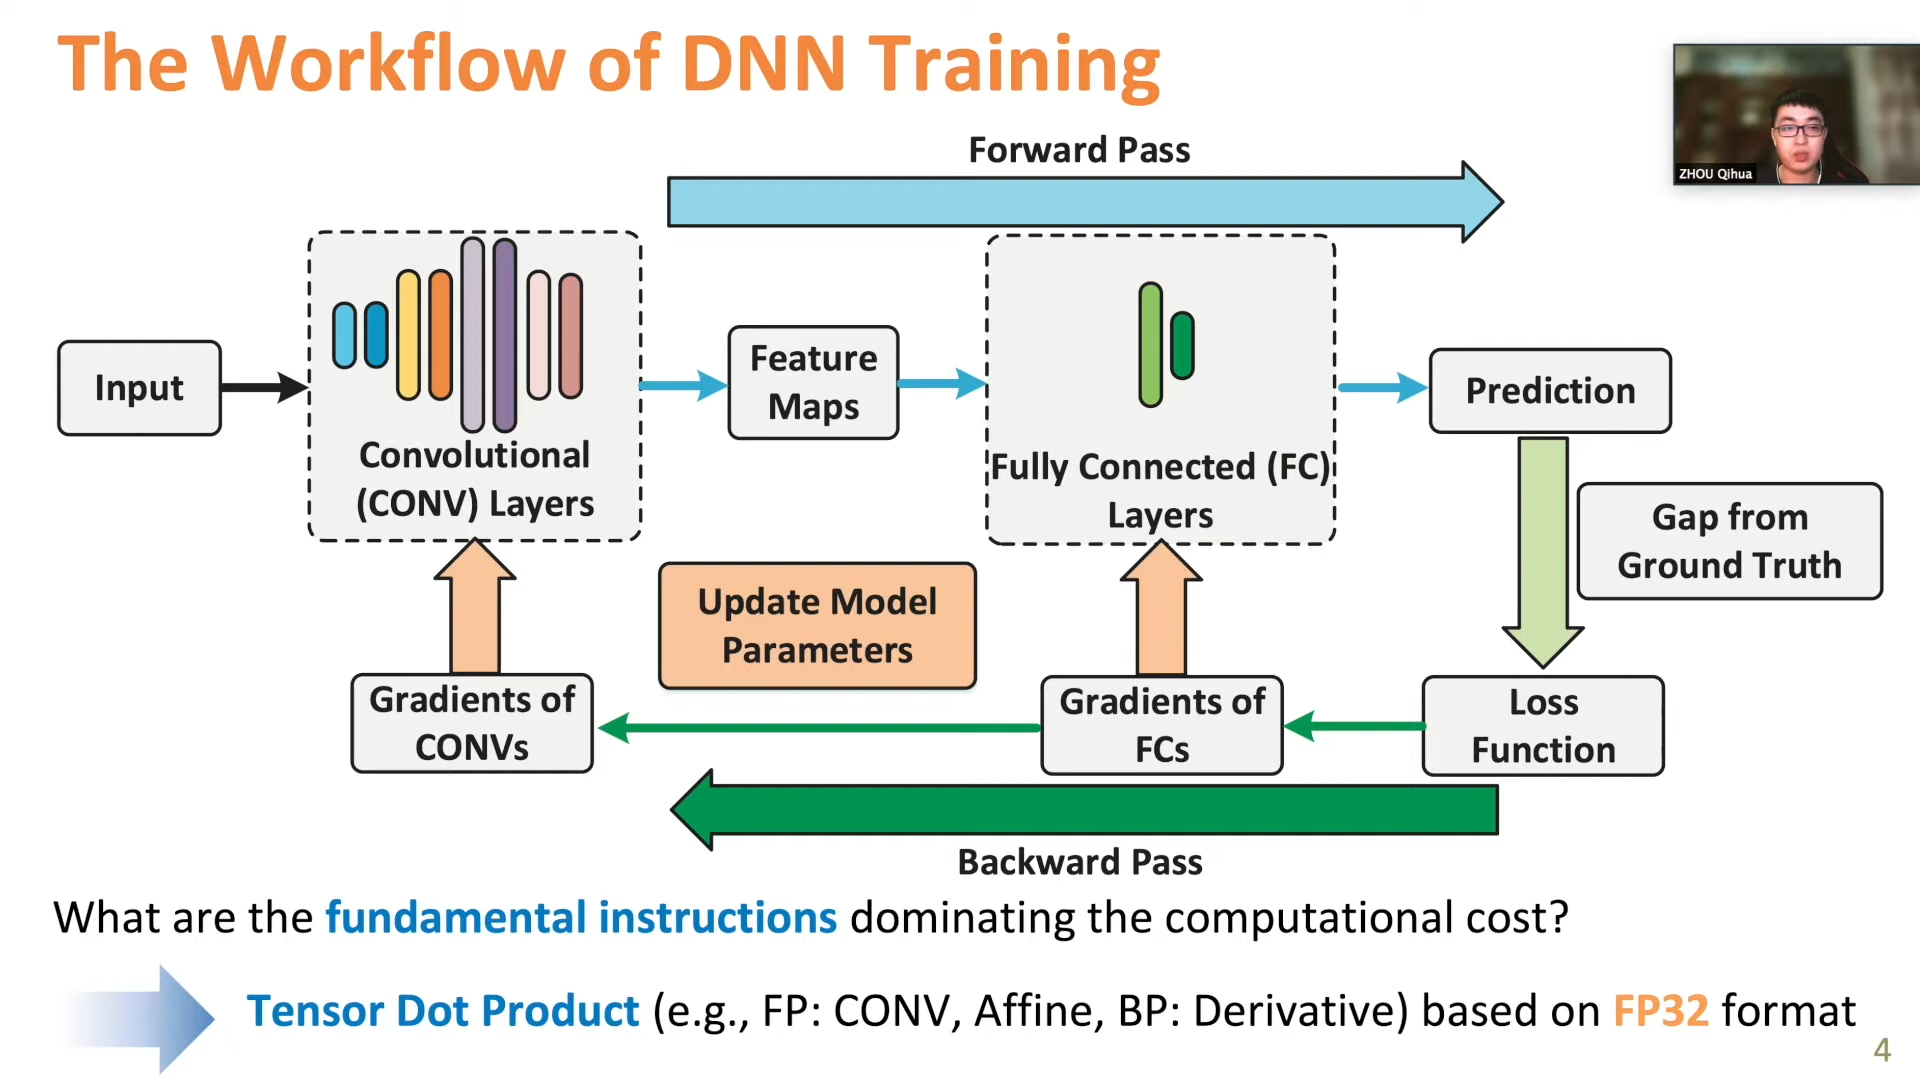 The Workflow of DNN Training
ZHOU Qihua
Forward Pass
Input
Convolutional
(CONV) Layers
Feature
Maps
Fully Connected (FC)
Layers
Prediction
Gap from
Ground Truth
Update Model
Parameters
Gradients of
CONVs
Gradients of
FCs
Loss
Function
Backward Pass
What are the fundamental instructions dominating the computational cost?
Tensor Dot Product (e.g., FP: CONV, Affine, BP: Derivative) based on FP32 format
4